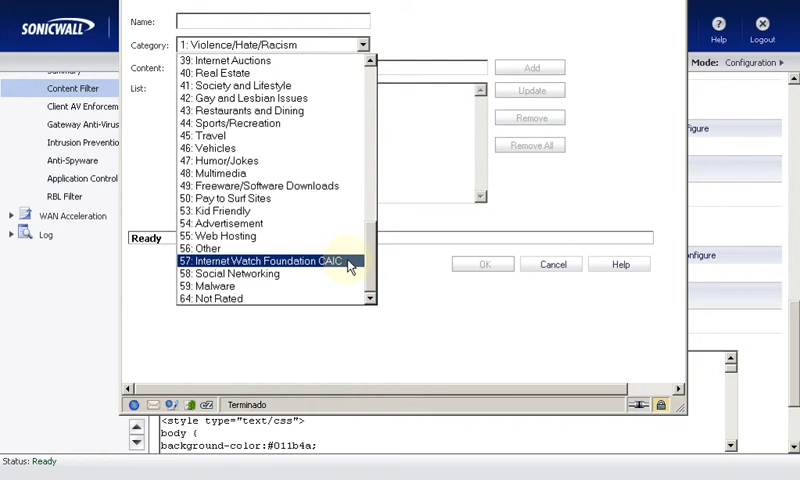 SONICWALL
Name:
Help
Logout
Category:
1: Violence/Hate/Racism
Mode: Configuration
Summary
Content Filter
Client AV Enforcem
Gateway Anti-Virus
Intrusion Preventio
Anti-Spyware
Application Control
RBL Filter
WAN Acceleration
Log
Content:
List:
39: Internet Auctions
40: Real Estate
41: Society and Lifestyle
42: Gay and Lesbian Issues
43: Restaurants and Dining
44: Sports/Recreation
45: Travel
46: Vehicles
47: Humor/Jokes
48: Multimedia
49: Freeware/Software Downloads
50: Pay to Surf Sites
53: Kid Friendly
54: Advertisement
55: Web Hosting
56: Other
57: Internet Watch Foundation CAIC
58: Social Networking
59: Malware
64: Not Rated
Add
Update
Remove
Remove All
figure
Ready
onfigure
OK
Cancel
Help
Terminado
<style type="text/css">
body {
background-color:#011b4a;
Status: Ready